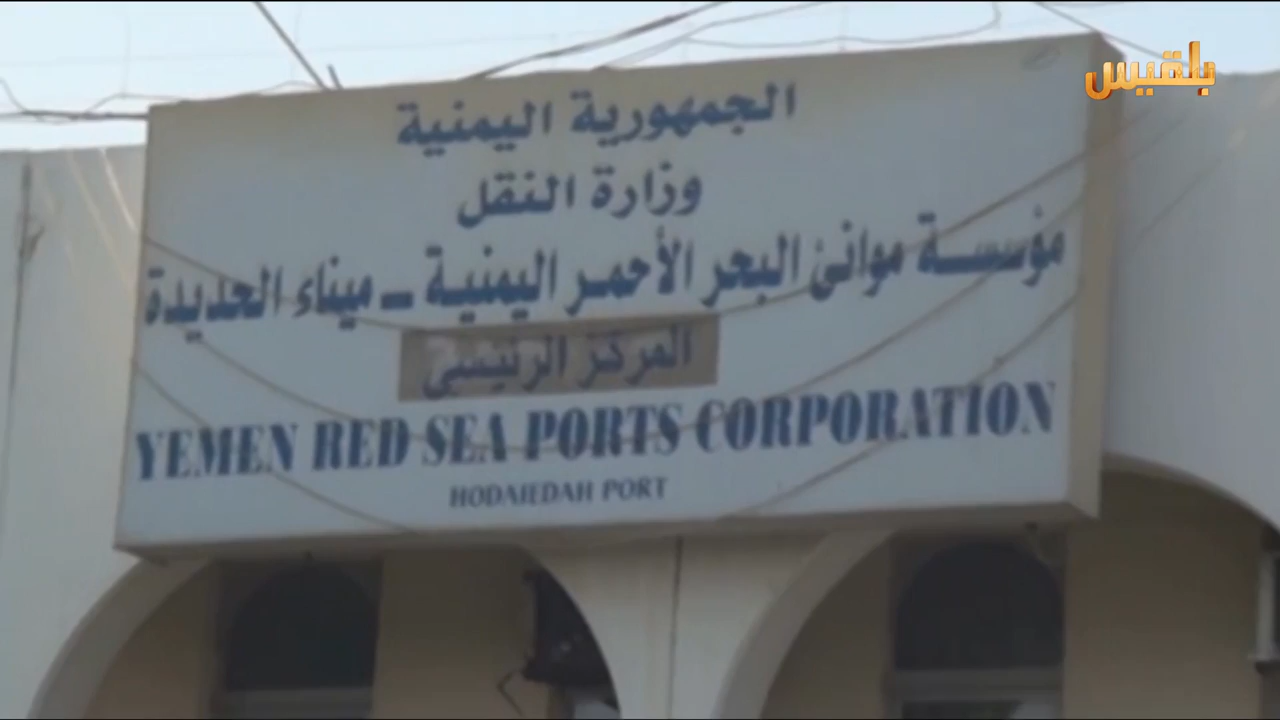 بلقيس
الجمهورية اليمنية
وزارة النقل
مؤسسة موانئ البحر الأحمر اليمنية - ميناء الحديدة
المركز الرئيسي
YEMEN RED SEA PORTS CORPORATION
HODAIEDAH PORT